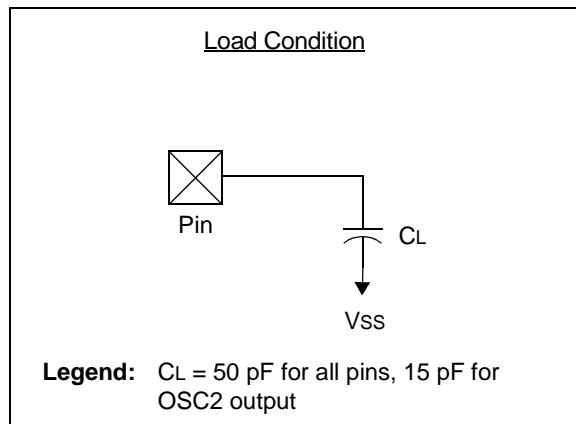 Load Condition
Pin
CL
VSS
Legend: CL = 50 pF for all pins, 15 pF for
OSC2 output